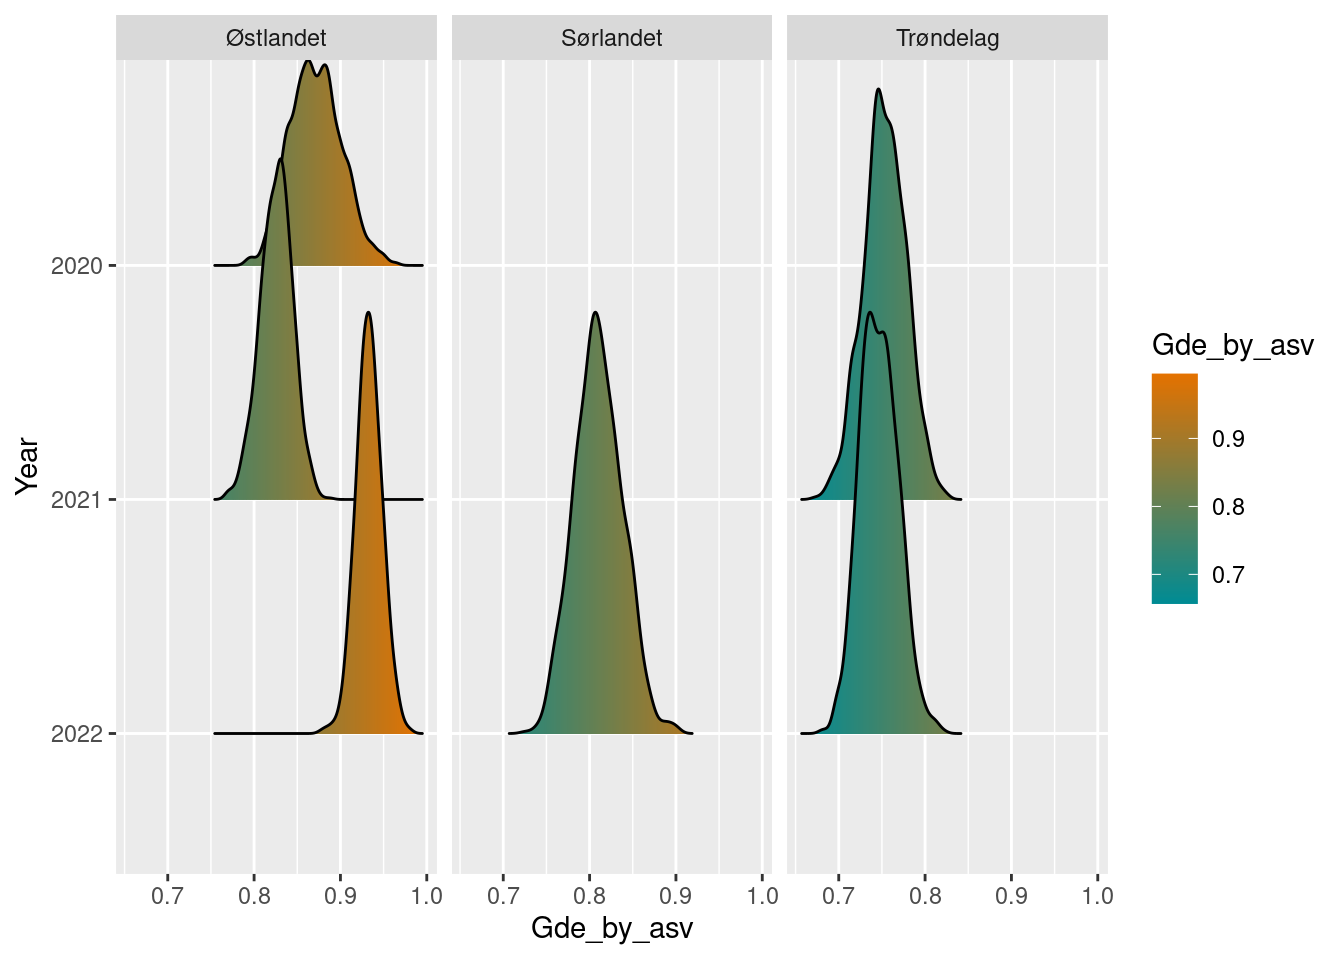 Østlandet
Sørlandet
Trøndelag
2020
2021
2022
Year
0.7 0.8 0.9 1.0
0.7 0.8 0.9 1.0
0.7 0.8 0.9 1.0
Gde_by_asv
Gde_by_asv
0.9
0.8
0.7